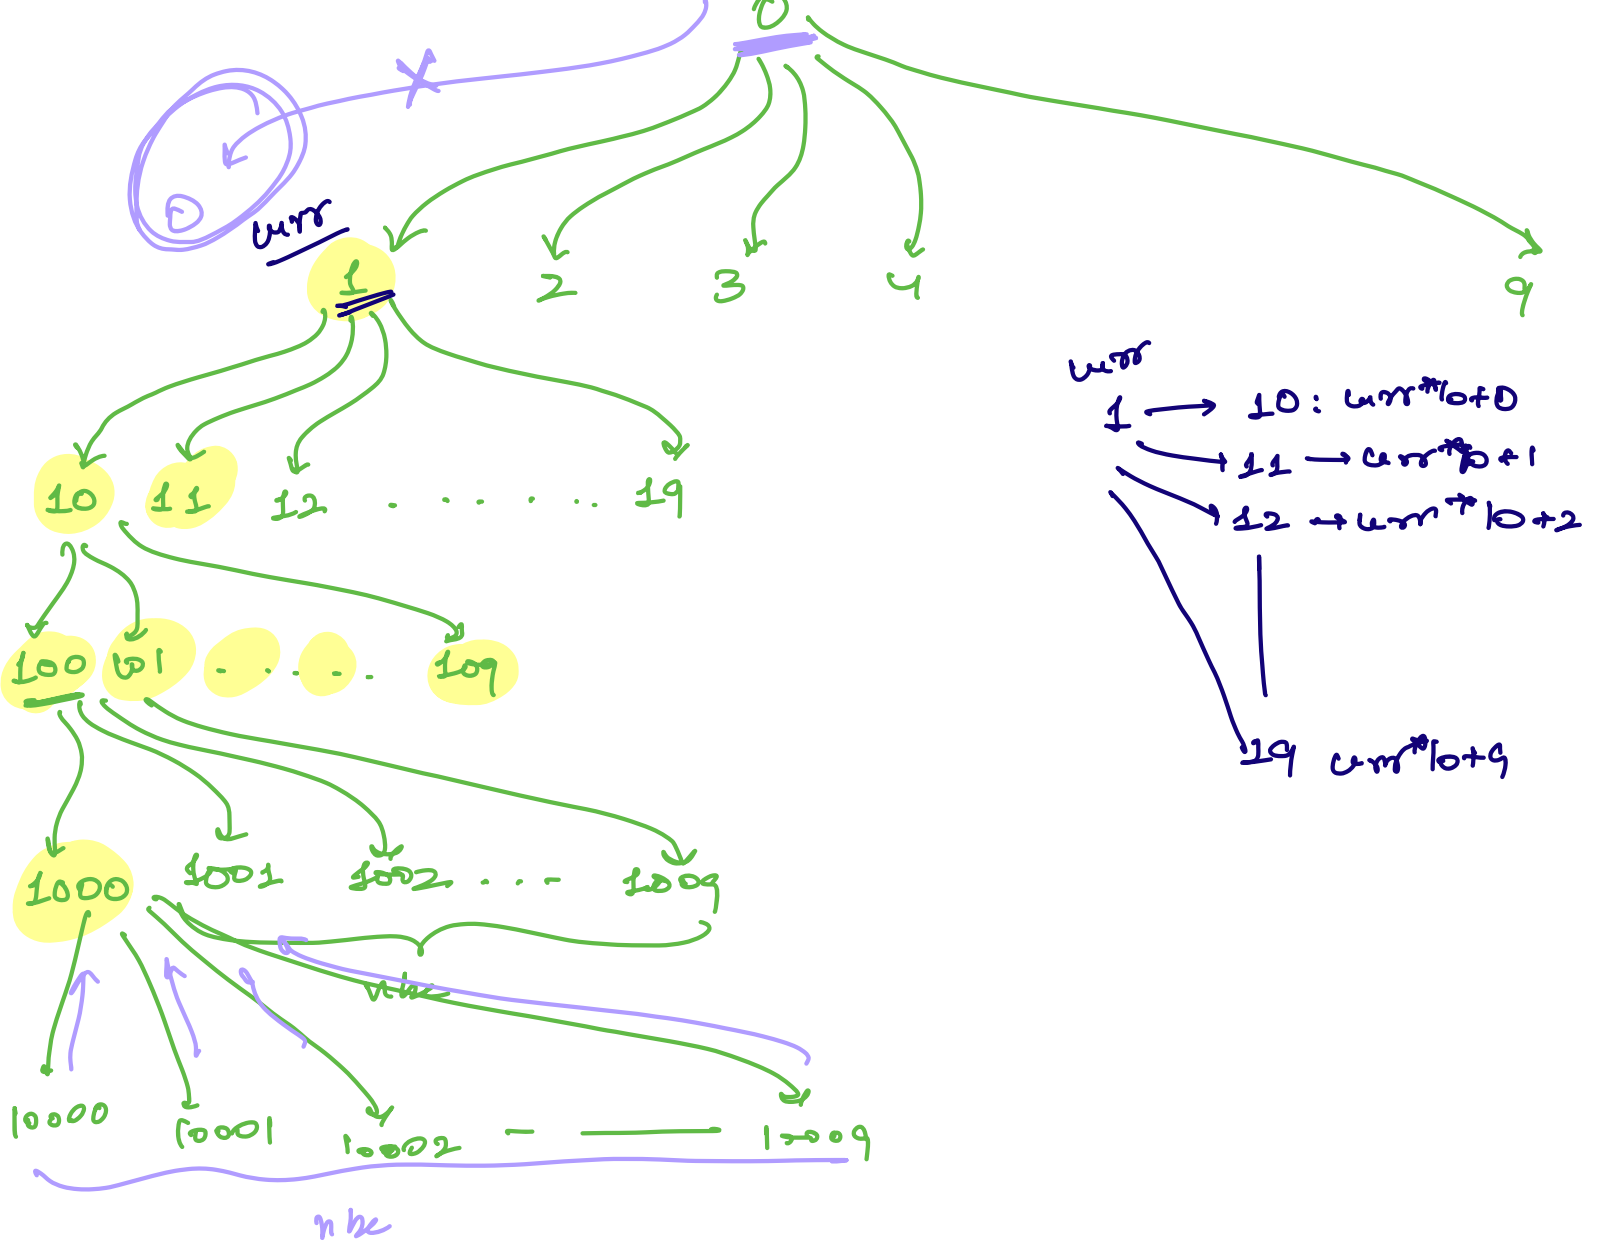 0
0
curr
1 2 3 4 9
curr
1 → 10 : curr*10+0
11 → curr*10+1
12 → curr*10+2
19 curr*10+9
10 11 12 . . . . . 19
100 101 . . . . . 109
1000 1001 1002 . . . - 1009
nbc
10000 10001 10002 - — 10009
nbc